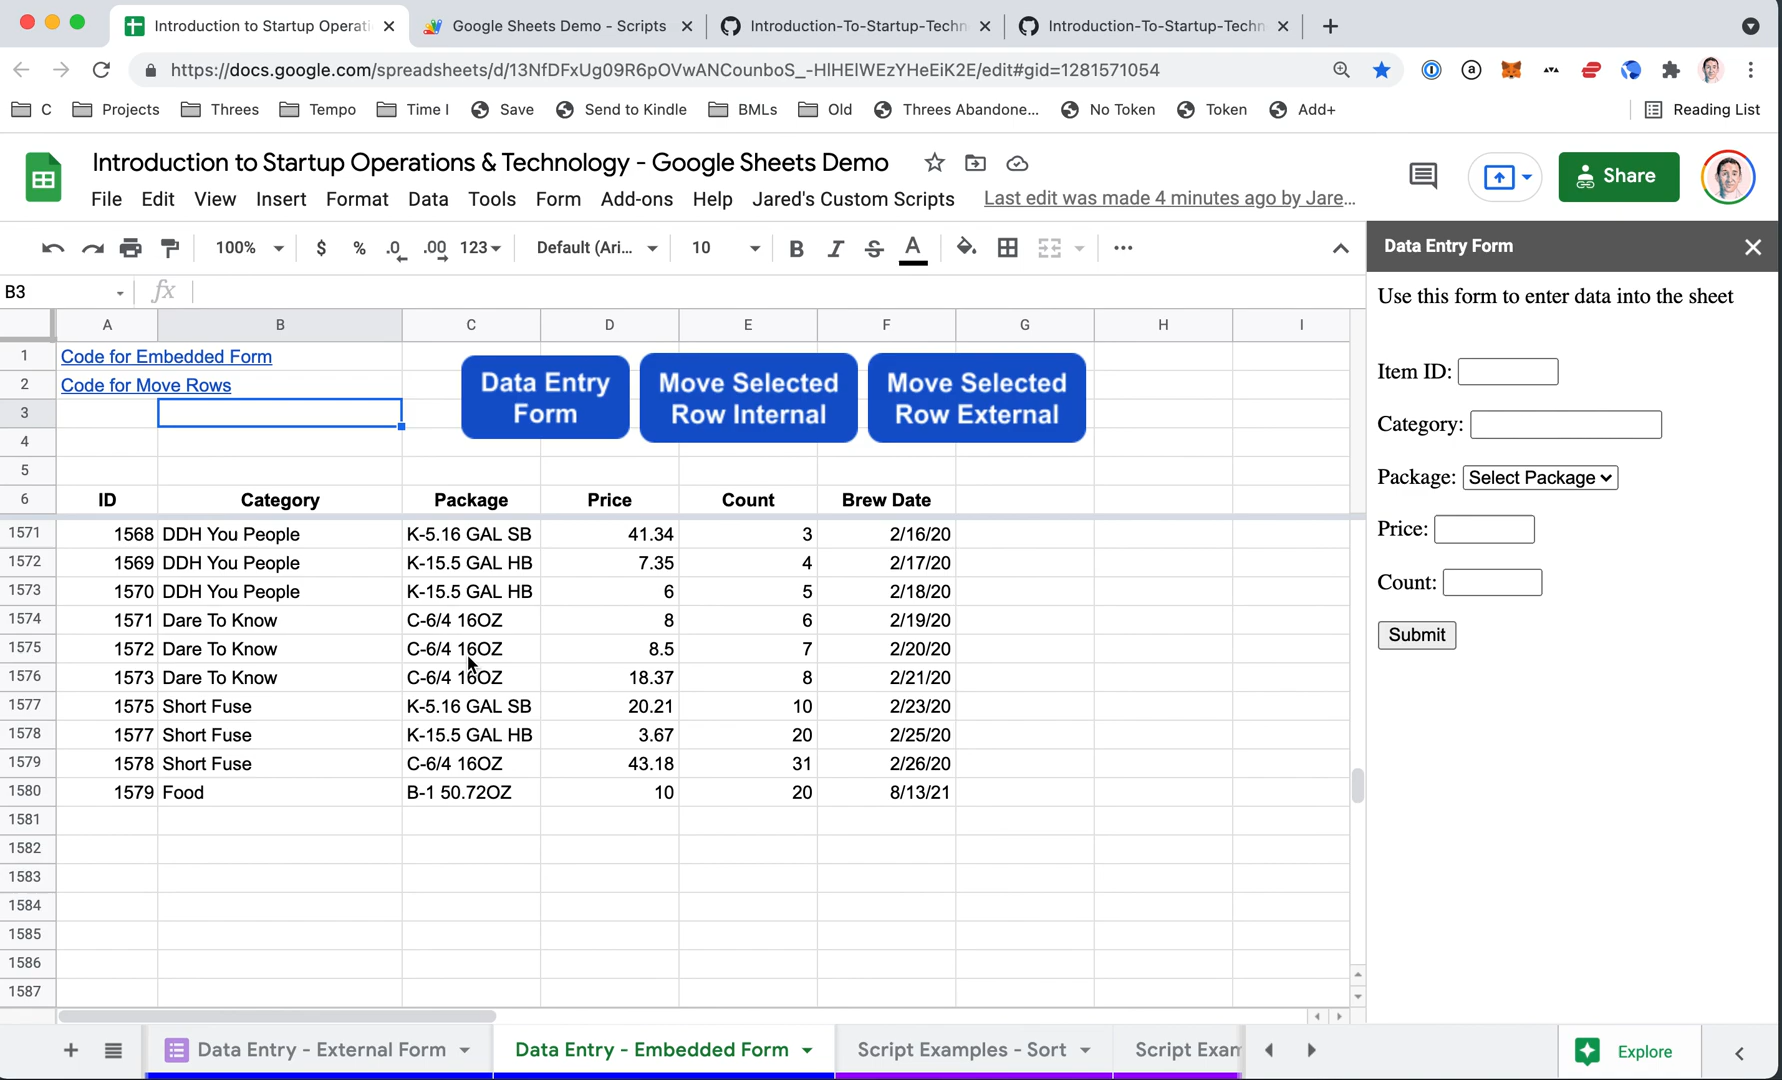 Introduction to Startup Operati
Google Sheets Demo - Scripts
Introduction-To-Startup-Techn
Introduction-To-Startup-Techn
https://docs.google.com/spreadsheets/d/13NfDFxUg09R6pOVwANCounboS_-HIHEIWEzYHeEiK2E/edit#gid=1281571054
C
Projects
Threes
Tempo
Time I
Save
Send to Kindle
BMLs
Old
Threes Abandone...
No Token
Token
Add+
Reading List
Introduction to Startup Operations & Technology - Google Sheets Demo
File Edit View Insert Format Data Tools Form Add-ons Help Jared's Custom Scripts
Last edit was made 4 minutes ago by Jare...
Share
100% $ % .0 .00 123 Default (Ari... 10 B I S A
B3 fx
A B C D E F G H I
1 Code for Embedded Form
2 Code for Move Rows
3
4
5
Data Entry
Form
Move Selected
Row Internal
Move Selected
Row External
6 ID Category Package Price Count Brew Date
1571 1568 DDH You People K-5.16 GAL SB 41.34 3 2/16/20
1572 1569 DDH You People K-15.5 GAL HB 7.35 4 2/17/20
1573 1570 DDH You People K-15.5 GAL HB 6 5 2/18/20
1574 1571 Dare To Know C-6/4 16OZ 8 6 2/19/20
1575 1572 Dare To Know C-6/4 16OZ 8.5 7 2/20/20
1576 1573 Dare To Know C-6/4 16OZ 18.37 8 2/21/20
1577 1575 Short Fuse K-5.16 GAL SB 20.21 10 2/23/20
1578 1577 Short Fuse K-15.5 GAL HB 3.67 20 2/25/20
1579 1578 Short Fuse C-6/4 16OZ 43.18 31 2/26/20
1580 1579 Food B-1 50.72OZ 10 20 8/13/21
1581
1582
1583
1584
1585
1586
1587
Data Entry Form
Use this form to enter data into the sheet
Item ID:
Category:
Package: Select Package
Price:
Count:
Submit
Data Entry - External Form
Data Entry - Embedded Form
Script Examples - Sort
Script Exam
Explore